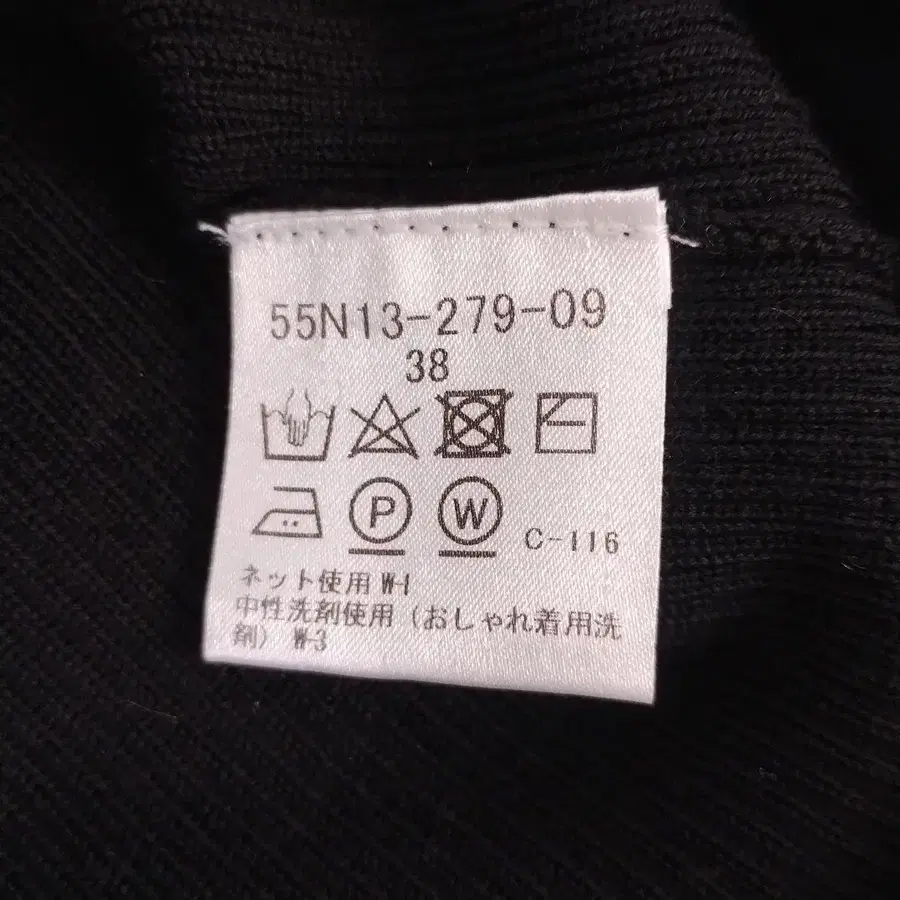 55N13-279-09
38
P W C-116
ネット使用 W-1
中性洗剤使用（おしゃれ着用洗
剤） W-3